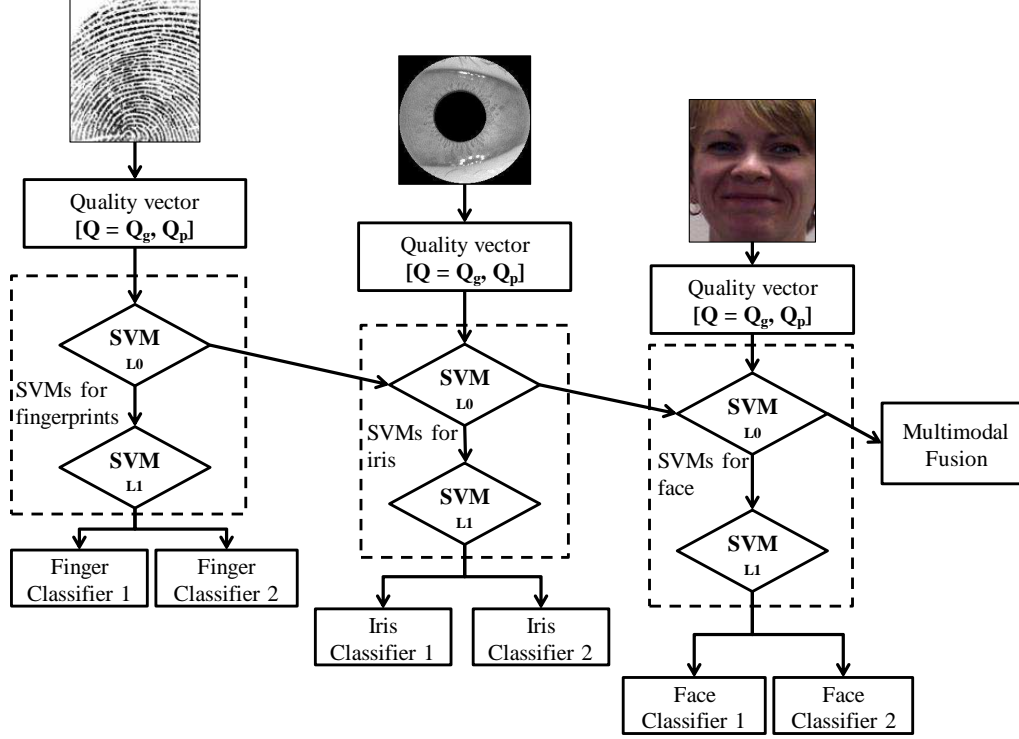 Quality vector
[Q = Qg, Qp]
SVM
L0
SVMs for
fingerprints
SVM
L1
Finger
Classifier 1
Finger
Classifier 2
Quality vector
[Q = Qg, Qp]
SVM
L0
SVMs for
iris
SVM
L1
Iris
Classifier 1
Iris
Classifier 2
Quality vector
[Q = Qg, Qp]
SVM
L0
SVMs for
face
SVM
L1
Face
Classifier 1
Face
Classifier 2
Multimodal
Fusion